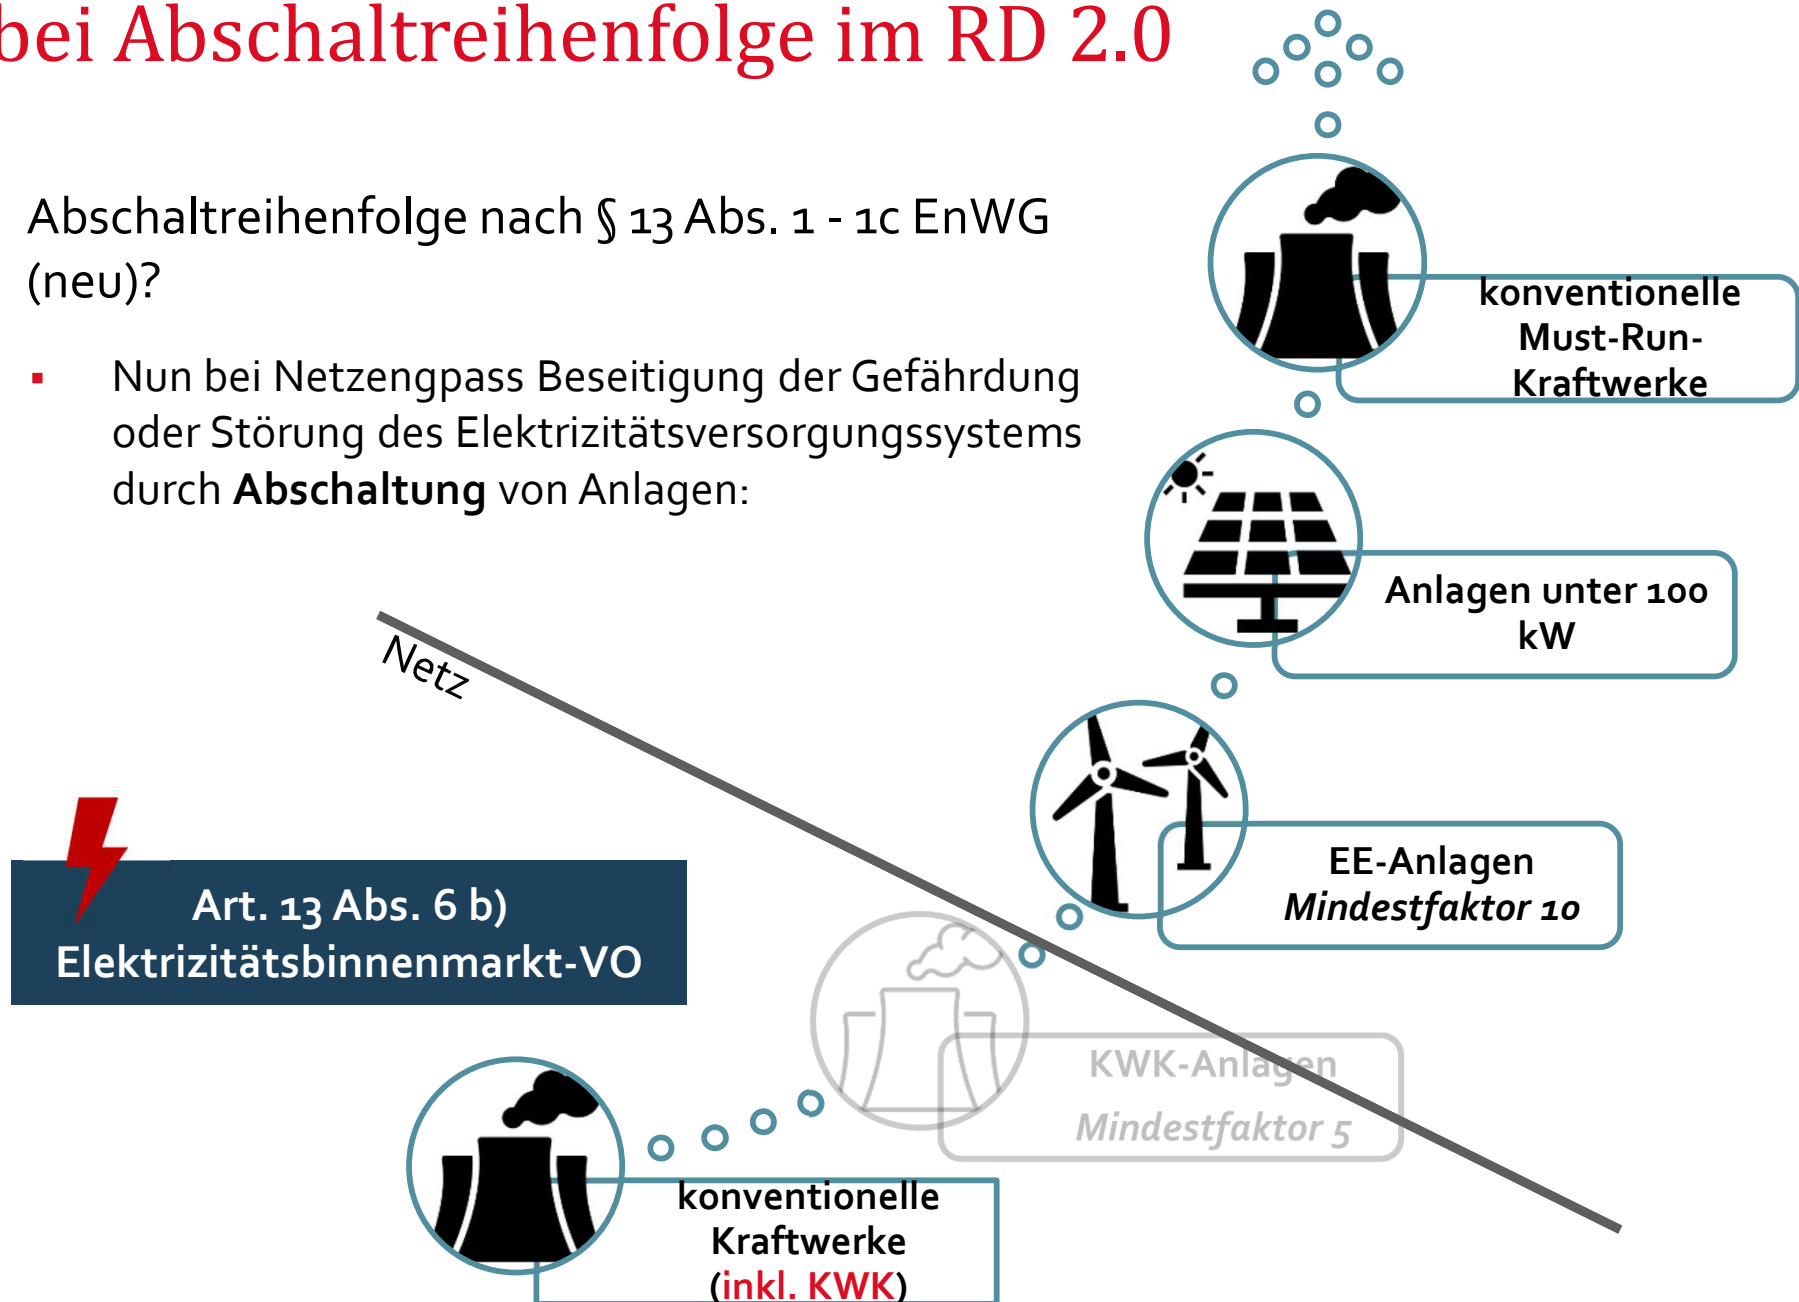 bei Abschaltreihenfolge im RD 2.0
Abschaltreihenfolge nach § 13 Abs. 1 - 1c EnWG
(neu)?
▪ Nun bei Netzengpass Beseitigung der Gefährdung
oder Störung des Elektrizitätsversorgungssystems
durch Abschaltung von Anlagen:
konventionelle
Must-Run-
Kraftwerke
Anlagen unter 100
kW
Netz
EE-Anlagen
Mindestfaktor 10
Art. 13 Abs. 6 b)
Elektrizitätsbinnenmarkt-VO
KWK-Anlagen
Mindestfaktor 5
konventionelle
Kraftwerke
(inkl. KWK)